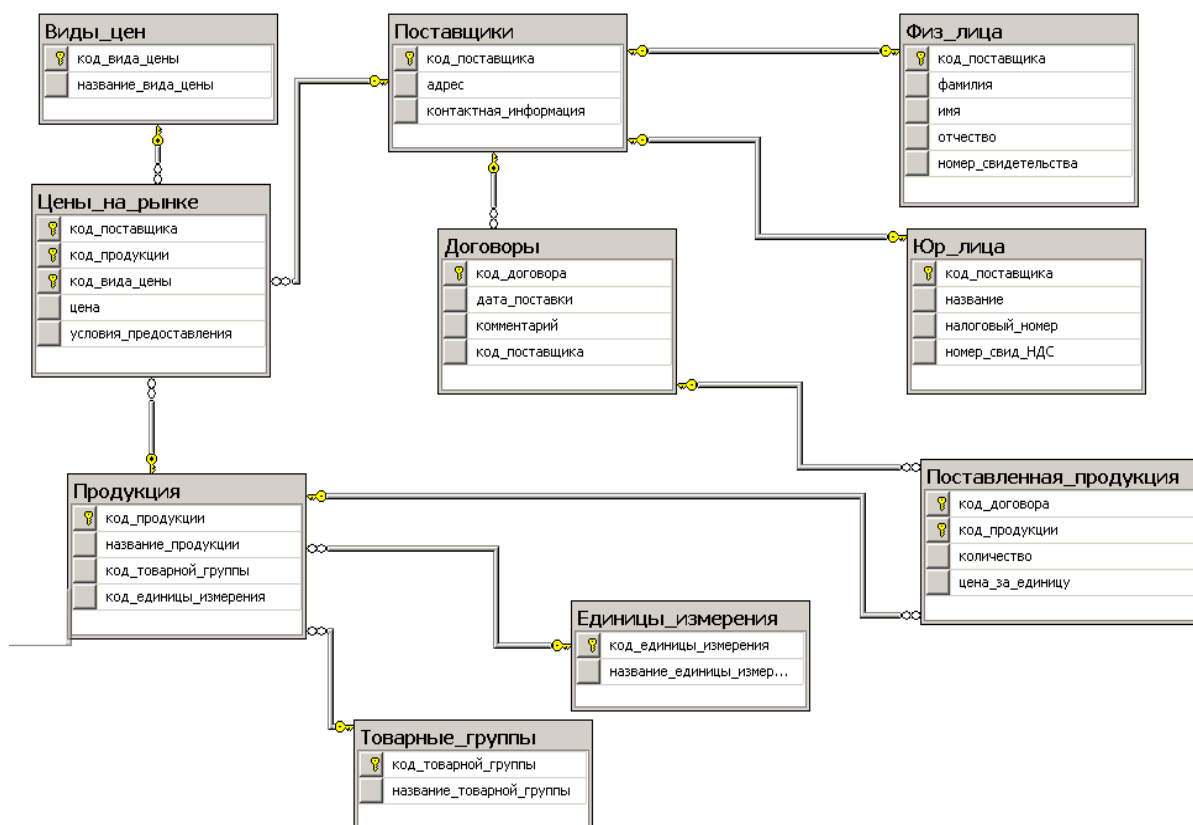 Виды_цен
код_вида_цены
название_вида_цены
Поставщики
код_поставщика
адрес
контактная_информация
Физ_лица
код_поставщика
фамилия
имя
отчество
номер_свидетельства
Цены_на_рынке
код_поставщика
код_продукции
код_вида_цены
цена
условия_предоставления
Договоры
код_договора
дата_поставки
комментарий
код_поставщика
Юр_лица
код_поставщика
название
налоговый_номер
номер_свид_НДС
Продукция
код_продукции
название_продукции
код_товарной_группы
код_единицы_измерения
Поставленная_продукция
код_договора
код_продукции
количество
цена_за_единицу
Единицы_измерения
код_единицы_измерения
название_единицы_измер...
Товарные_группы
код_товарной_группы
название_товарной_группы